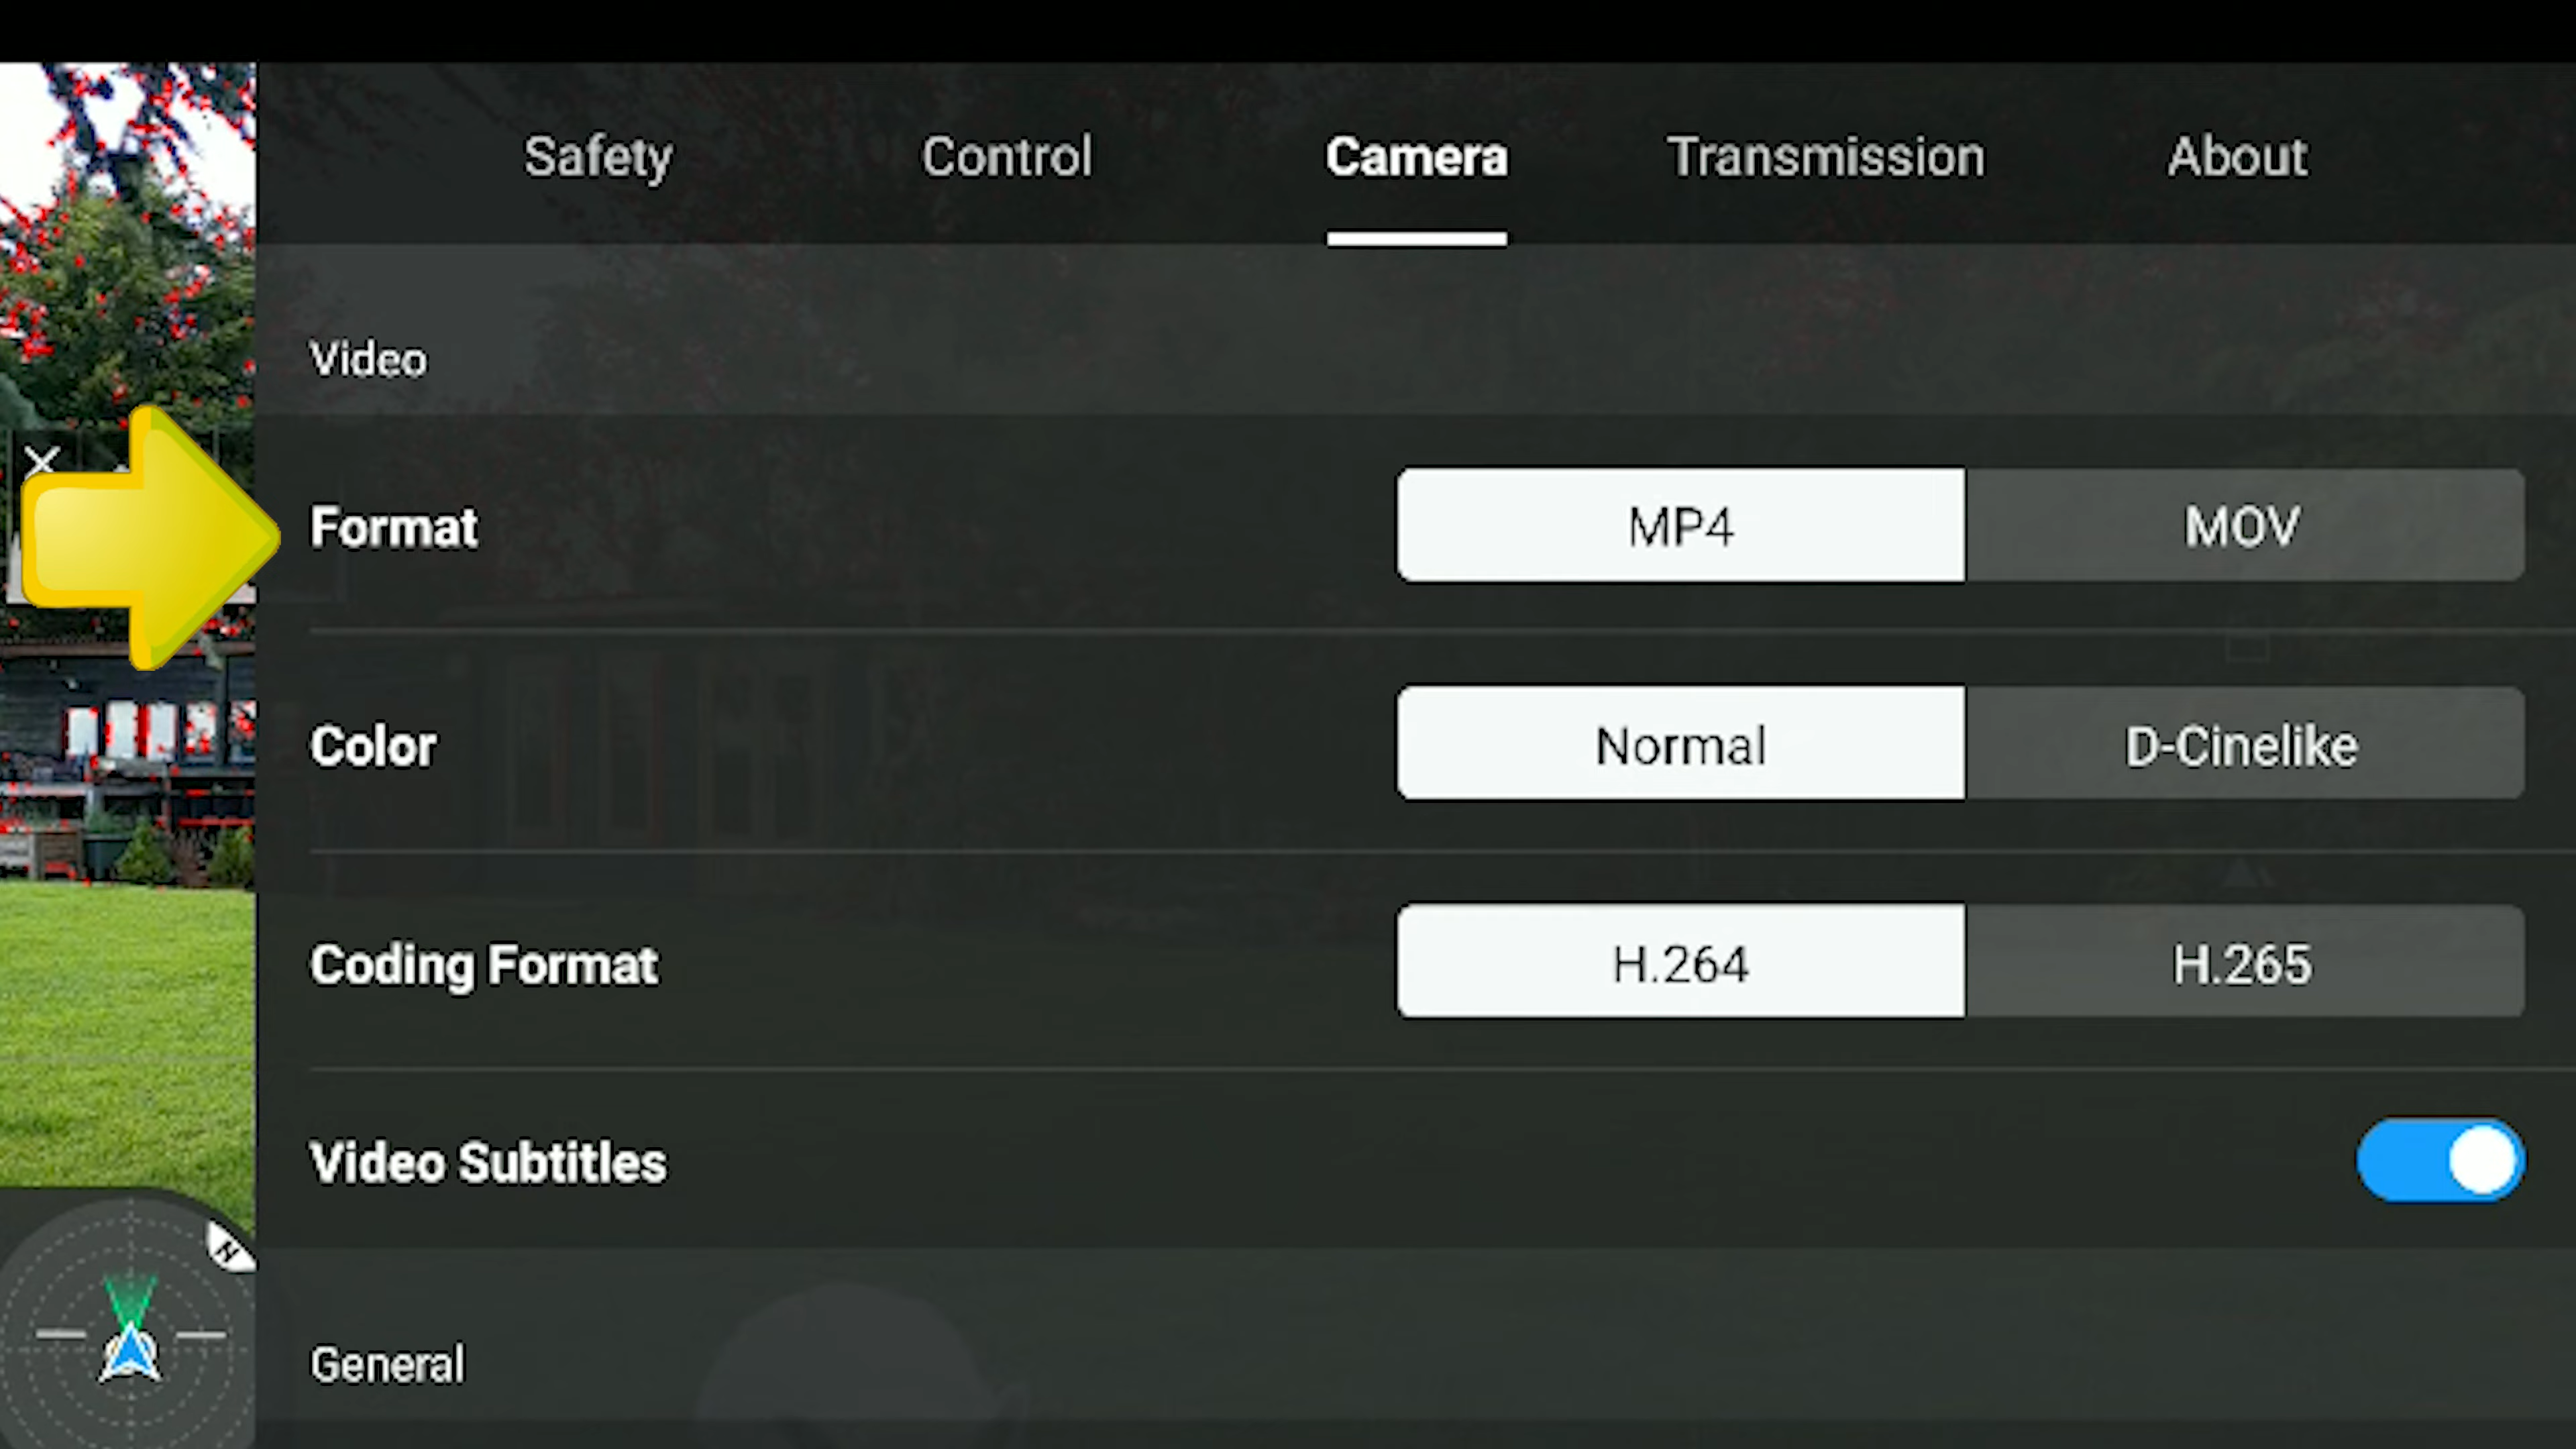 Safety Control Camera Transmission About
Video
Format MP4 MOV
Color Normal D-Cinelike
Coding Format H.264 H.265
Video Subtitles
N
General